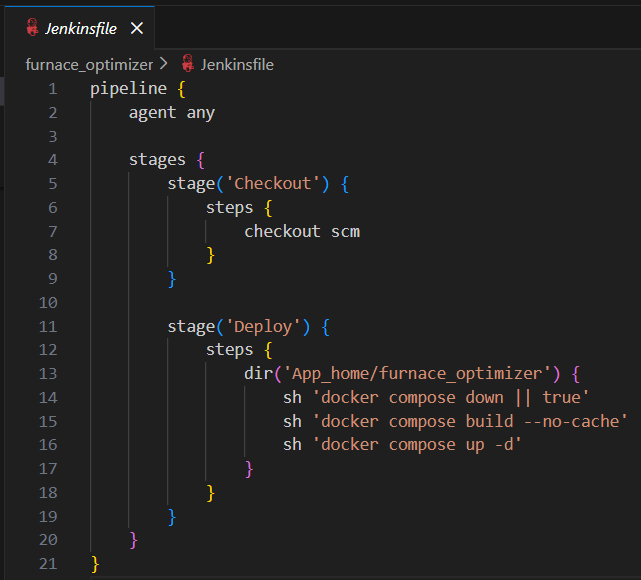 Jenkinsfile
furnace_optimizer > Jenkinsfile
1 pipeline {
2     agent any
3
4     stages {
5         stage('Checkout') {
6             steps {
7                 checkout scm
8             }
9         }
10
11         stage('Deploy') {
12             steps {
13                 dir('App_home/furnace_optimizer') {
14                     sh 'docker compose down || true'
15                     sh 'docker compose build --no-cache'
16                     sh 'docker compose up -d'
17                 }
18             }
19         }
20     }
21 }